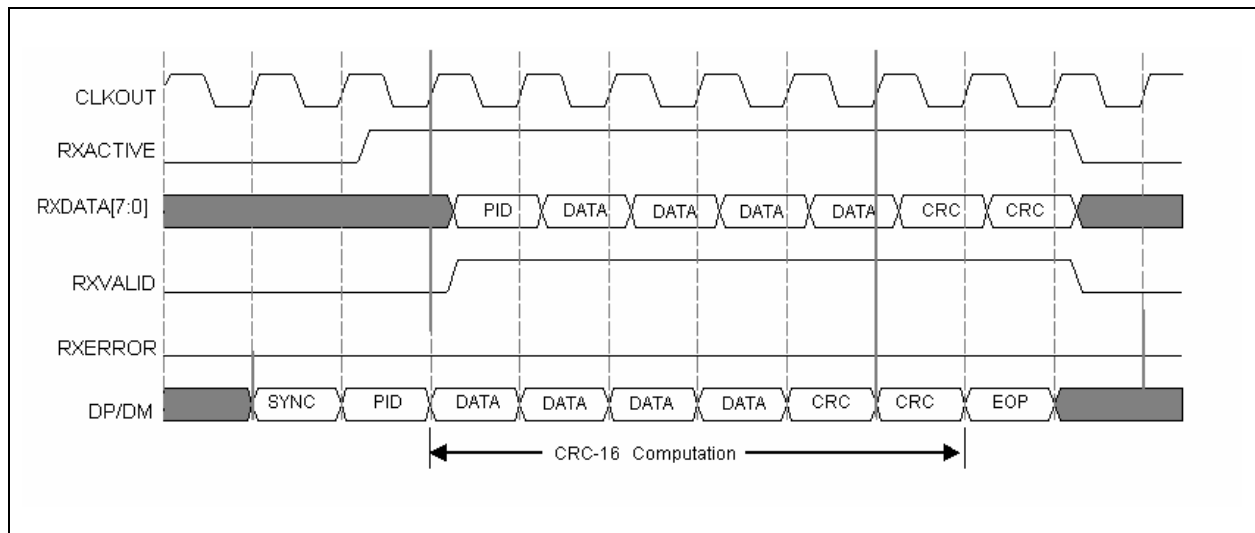 CLKOUT
RXACTIVE
RXDATA[7:0] PID DATA DATA DATA DATA CRC CRC
RXVALID
RXERROR
DP/DM SYNC PID DATA DATA DATA DATA CRC CRC EOP
CRC-16 Computation